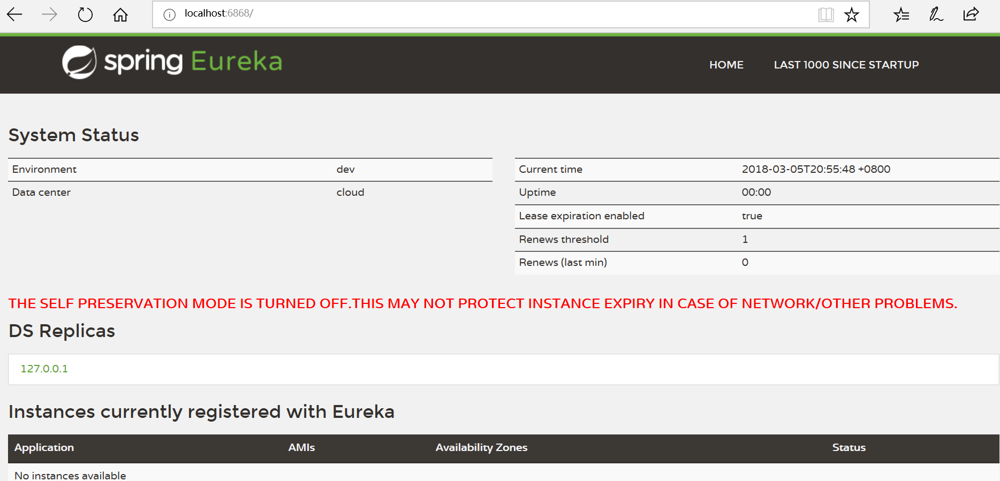 localhost:6868/
spring Eureka
HOME LAST 1000 SINCE STARTUP
System Status
Environment dev
Data center cloud
Current time 2018-03-05T20:55:48 +0800
Uptime 00:00
Lease expiration enabled true
Renews threshold 1
Renews (last min) 0
THE SELF PRESERVATION MODE IS TURNED OFF.THIS MAY NOT PROTECT INSTANCE EXPIRY IN CASE OF NETWORK/OTHER PROBLEMS.
DS Replicas
127.0.0.1
Instances currently registered with Eureka
Application AMIs Availability Zones Status
No instances available